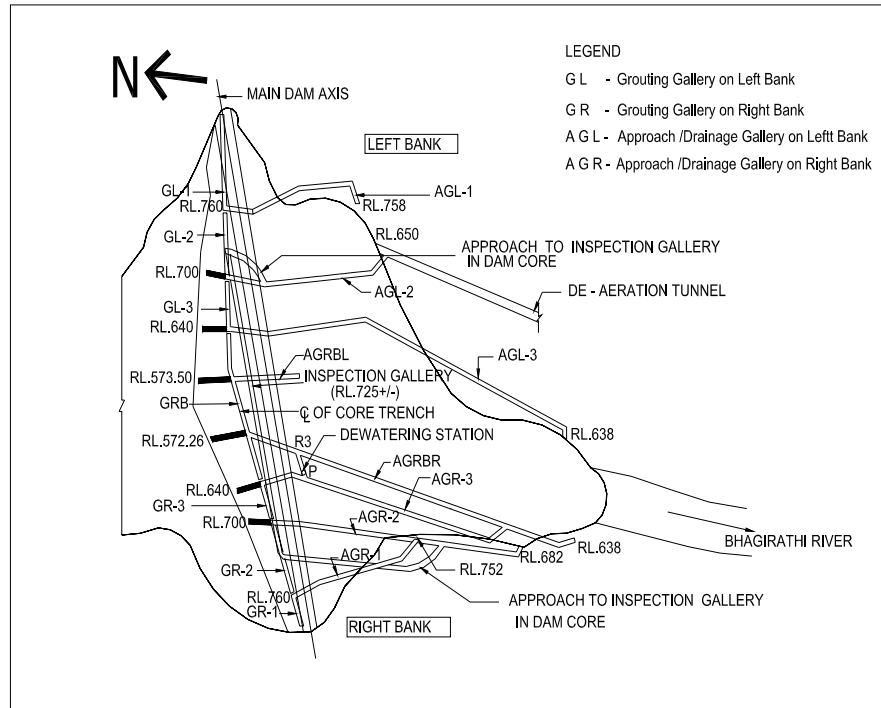 LEGEND
G L - Grouting Gallery on Left Bank
G R - Grouting Gallery on Right Bank
A G L - Approach /Drainage Gallery on Leftt Bank
A G R - Approach /Drainage Gallery on Right Bank
N
MAIN DAM AXIS
LEFT BANK
GL-1
AGL-1
RL.760
RL.758
GL-2
RL.650
APPROACH TO INSPECTION GALLERY
IN DAM CORE
RL.700
AGL-2
DE - AERATION TUNNEL
GL-3
RL.640
AGRBL
AGL-3
RL.573.50
INSPECTION GALLERY
(RL.725+/-)
GRB
℄ OF CORE TRENCH
DEWATERING STATION
RL.638
RL.572.26
R3
P
AGRBR
RL.640
AGR-3
GR-3
AGR-2
RL.700
BHAGIRATHI RIVER
AGR-1
RL.638
RL.682
GR-2
RL.752
RL.760
APPROACH TO INSPECTION GALLERY
IN DAM CORE
GR-1
RIGHT BANK